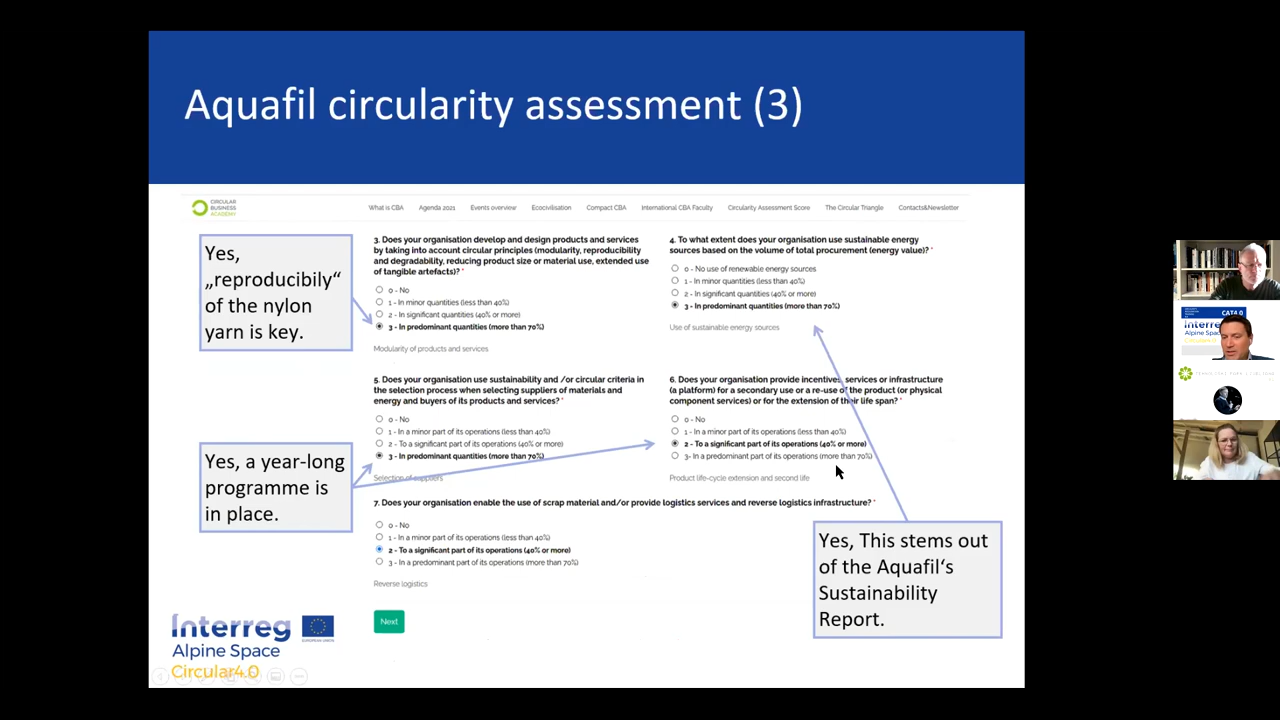 Aquafil circularity assessment (3)
CIRCULAR
BUSINESS
ACADEMY
What is CBA Agenda 2021 Events overview Ecocivilisation Compact CBA International CBA Faculty Circularity Assessment Score The Circular Triangle Contacts&Newsletter
Yes,
„reproducibily“
of the nylon
yarn is key.
3. Does your organisation develop and design products and services
by taking into account circular principles (modularity, reproducibility
and degradability, reducing product size or material use, extended use
of tangible artefacts)? *
0 - No
1 - In minor quantities (less than 40%)
2 - In significant quantities (40% or more)
3 - In predominant quantities (more than 70%)
Modularity of products and services
4. To what extent does your organisation use sustainable energy
sources based on the volume of total procurement (energy value)? *
0 - No use of renewable energy sources
1 - In minor quantities (less than 40%)
2 - In significant quantities (40% or more)
3 - In predominant quantities (more than 70%)
Use of sustainable energy sources
5. Does your organisation use sustainability and /or circular criteria in
the selection process when selecting suppliers of materials and
energy and buyers of its products and services? *
0 - No
1 - In a minor part of its operations (less than 40%)
2 - To a significant part of its operations (40% or more)
3 - In predominant quantities (more than 70%)
Selection of suppliers
6. Does your organisation provide incentives, services or infrastructure
(a platform) for a secondary use or a re-use of the product (or physical
component services) or for the extension of their life span? *
0 - No
1 - In a minor part of its operations (less than 40%)
2 - To a significant part of its operations (40% or more)
3- In a predominant part of its operations (more than 70%)
Product life-cycle extension and second life
Yes, a year-long
programme is
in place.
7. Does your organisation enable the use of scrap material and/or provide logistics services and reverse logistics infrastructure? *
0 - No
1 - In a minor part of its operations (less than 40%)
2 - To a significant part of its operations (40% or more)
3 - In a predominant part of its operations (more than 70%)
Reverse logistics
Next
Yes, This stems out
of the Aquafil‘s
Sustainability
Report.
Interreg
EUROPEAN UNION
Alpine Space
Circular4.0
CATA 0
Interre
Alpine Spac